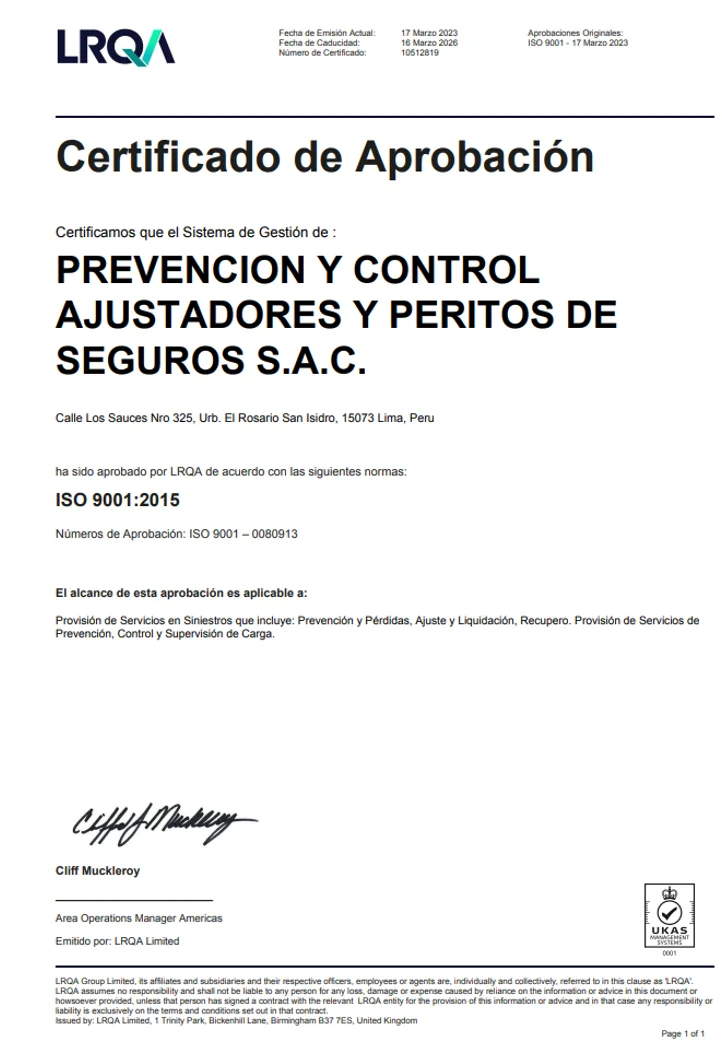 LRQA
Fecha de Emisión Actual: 17 Marzo 2023
Fecha de Caducidad: 16 Marzo 2026
Número de Certificado: 10512819
Aprobaciones Originales:
ISO 9001 - 17 Marzo 2023
Certificado de Aprobación
Certificamos que el Sistema de Gestión de :
PREVENCION Y CONTROL
AJUSTADORES Y PERITOS DE
SEGUROS S.A.C.
Calle Los Sauces Nro 325, Urb. El Rosario San Isidro, 15073 Lima, Peru
ha sido aprobado por LRQA de acuerdo con las siguientes normas:
ISO 9001:2015
Números de Aprobación: ISO 9001 – 0080913
El alcance de esta aprobación es aplicable a:
Provisión de Servicios en Siniestros que incluye: Prevención y Pérdidas, Ajuste y Liquidación, Recupero. Provisión de Servicios de
Prevención, Control y Supervisión de Carga.
Cliff J Muckleroy
Cliff Muckleroy
Area Operations Manager Americas
Emitido por: LRQA Limited
UKAS
MANAGEMENT
SYSTEMS
0001
LRQA Group Limited, its affiliates and subsidiaries and their respective officers, employees or agents are, individually and collectively, referred to in this clause as 'LRQA'.
LRQA assumes no responsibility and shall not be liable to any person for any loss, damage or expense caused by reliance on the information or advice in this document or
howsoever provided, unless that person has signed a contract with the relevant LRQA entity for the provision of this information or advice and in that case any responsibility or
liability is exclusively on the terms and conditions set out in that contract.
Issued by: LRQA Limited, 1 Trinity Park, Bickenhill Lane, Birmingham B37 7ES, United Kingdom
Page 1 of 1